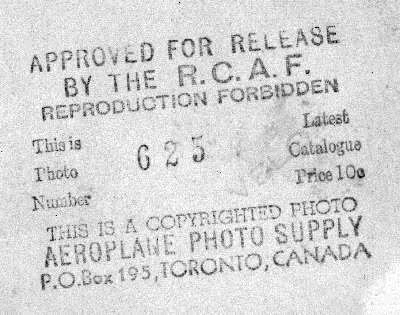 APPROVED FOR RELEASE
BY THE R.C.A.F.
REPRODUCTION FORBIDDEN
This is
Photo
Number
625
Latest
Catalogue
Price 10c
THIS IS A COPYRIGHTED PHOTO
AEROPLANE PHOTO SUPPLY
P.O.Box 195, TORONTO, CANADA